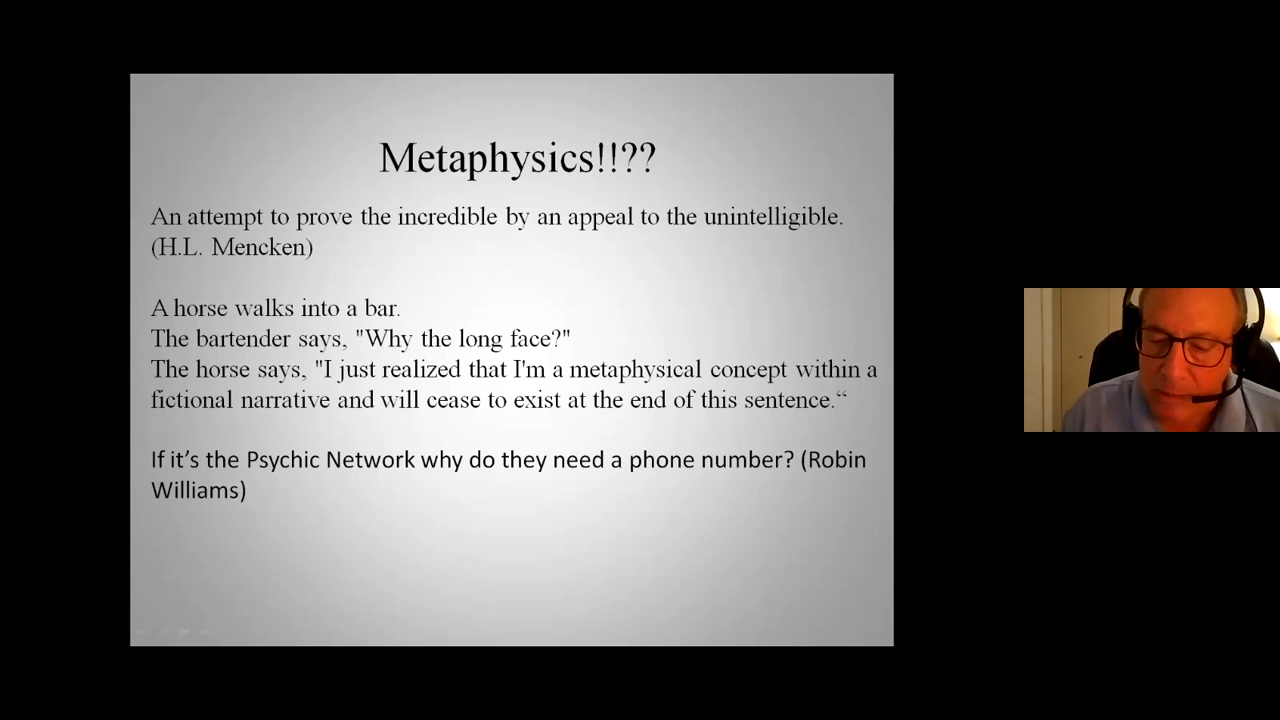 Metaphysics!!??
An attempt to prove the incredible by an appeal to the unintelligible.
(H.L. Mencken)
A horse walks into a bar.
The bartender says, "Why the long face?"
The horse says, "I just realized that I'm a metaphysical concept within a
fictional narrative and will cease to exist at the end of this sentence.“
If it’s the Psychic Network why do they need a phone number? (Robin
Williams)